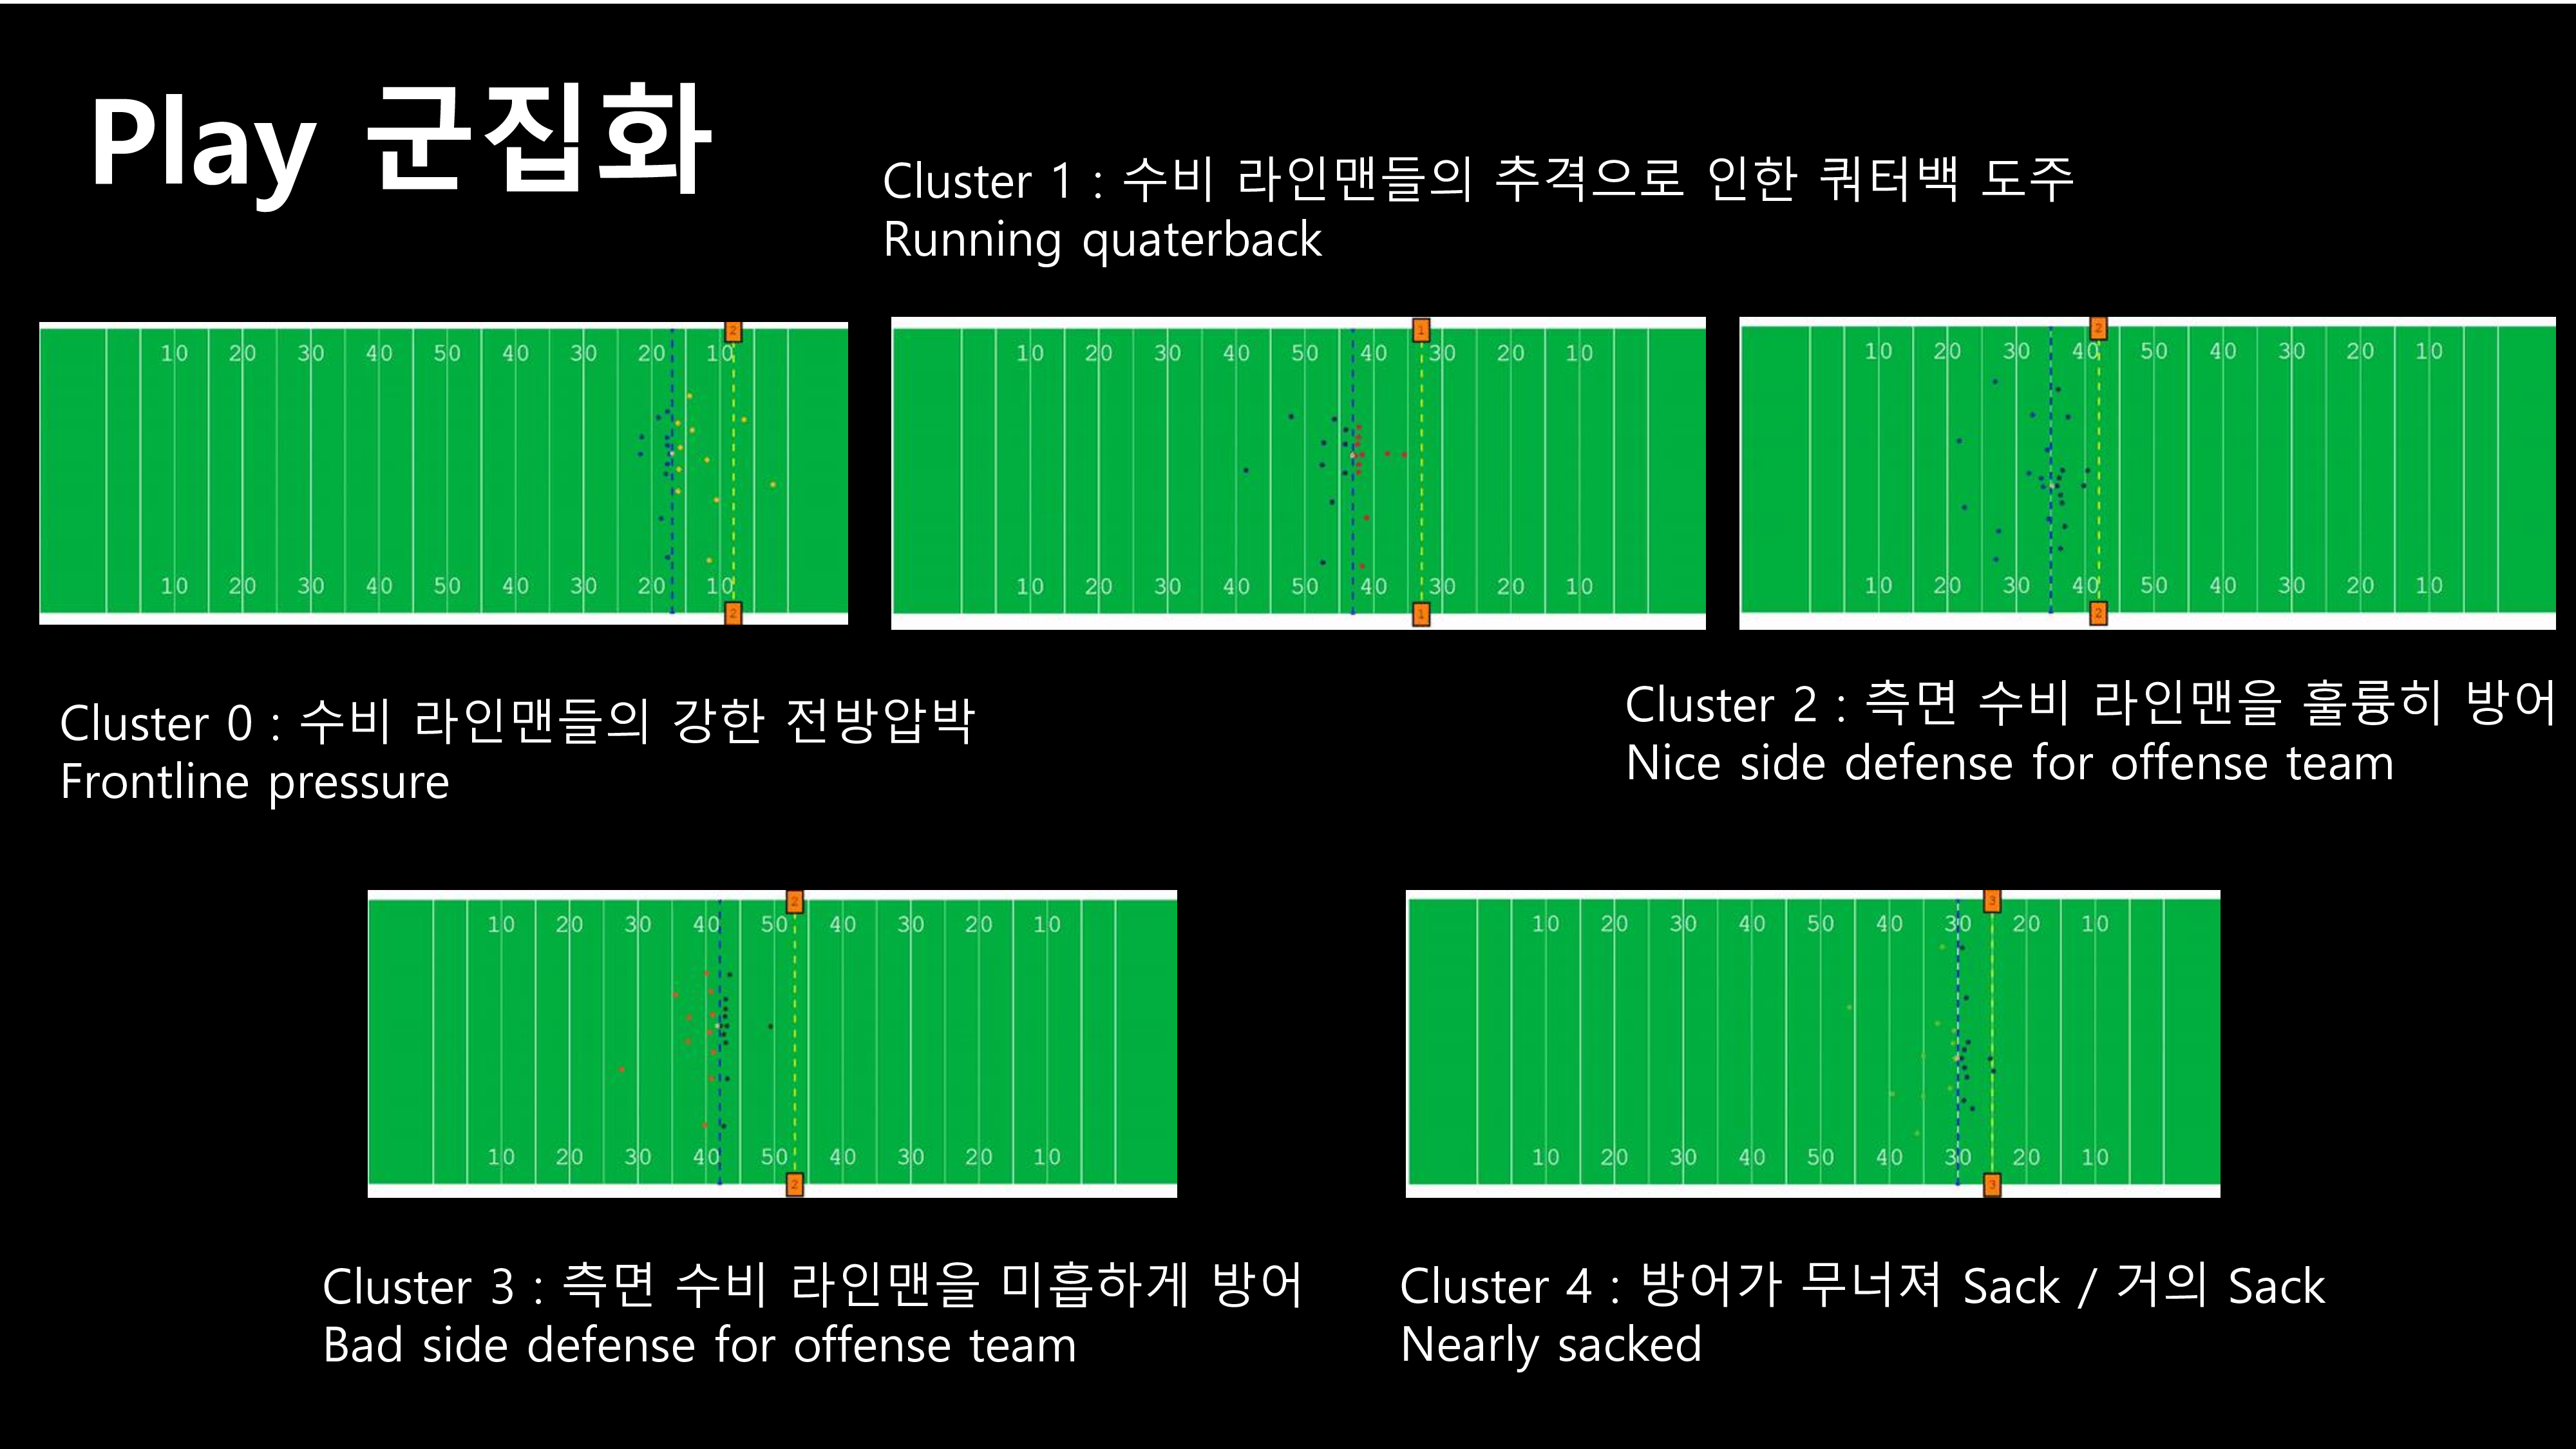 Play 군집화
Cluster 1 : 수비 라인맨들의 추격으로 인한 쿼터백 도주
Running quaterback
2
10 20 30 40 50 40 30 20 10
10 20 30 40 50 40 30 20 10
2
1
10 20 30 40 50 40 30 20 10
10 20 30 40 50 40 30 20 10
1
2
10 20 30 40 50 40 30 20 10
10 20 30 40 50 40 30 20 10
2
Cluster 0 : 수비 라인맨들의 강한 전방압박
Frontline pressure
Cluster 2 : 측면 수비 라인맨을 훌륭히 방어
Nice side defense for offense team
2
10 20 30 40 50 40 30 20 10
10 20 30 40 50 40 30 20 10
2
3
10 20 30 40 50 40 30 20 10
10 20 30 40 50 40 30 20 10
3
Cluster 3 : 측면 수비 라인맨을 미흡하게 방어
Bad side defense for offense team
Cluster 4 : 방어가 무너져 Sack / 거의 Sack
Nearly sacked